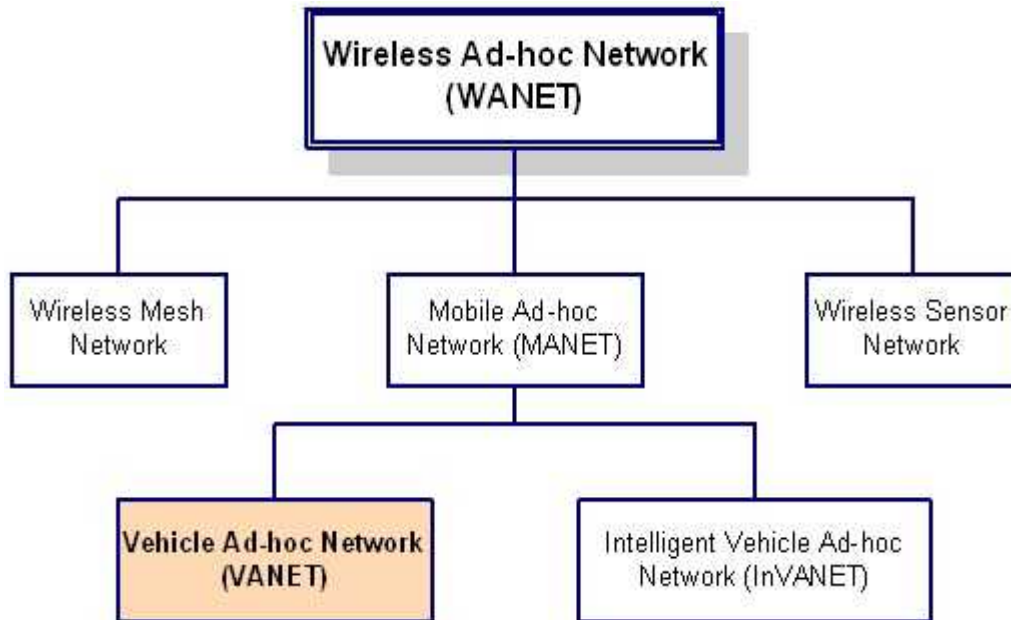 Wireless Ad-hoc Network
(WANET)
Wireless Mesh
Network
Mobile Ad-hoc
Network (MANET)
Wireless Sensor
Network
Vehicle Ad-hoc Network
(VANET)
Intelligent Vehicle Ad-hoc
Network (InVANET)